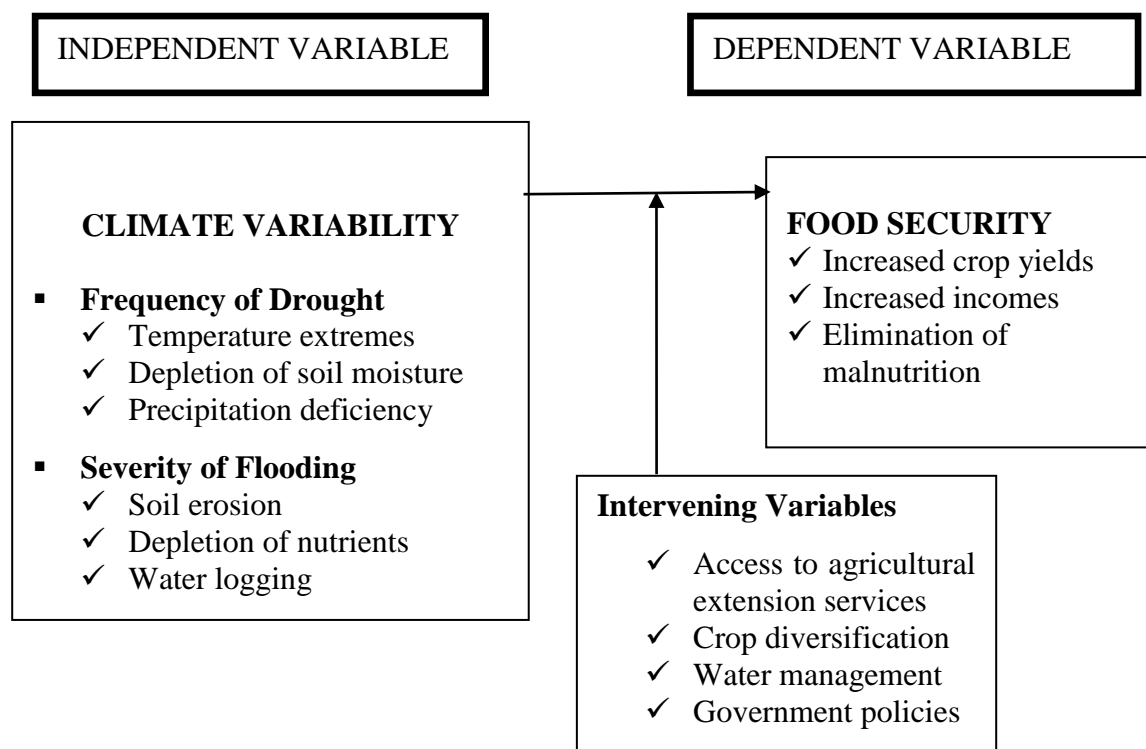 INDEPENDENT VARIABLE
DEPENDENT VARIABLE
CLIMATE VARIABILITY
▪ Frequency of Drought
✓ Temperature extremes
✓ Depletion of soil moisture
✓ Precipitation deficiency
▪ Severity of Flooding
✓ Soil erosion
✓ Depletion of nutrients
✓ Water logging
FOOD SECURITY
✓ Increased crop yields
✓ Increased incomes
✓ Elimination of
malnutrition
Intervening Variables
✓ Access to agricultural
extension services
✓ Crop diversification
✓ Water management
✓ Government policies